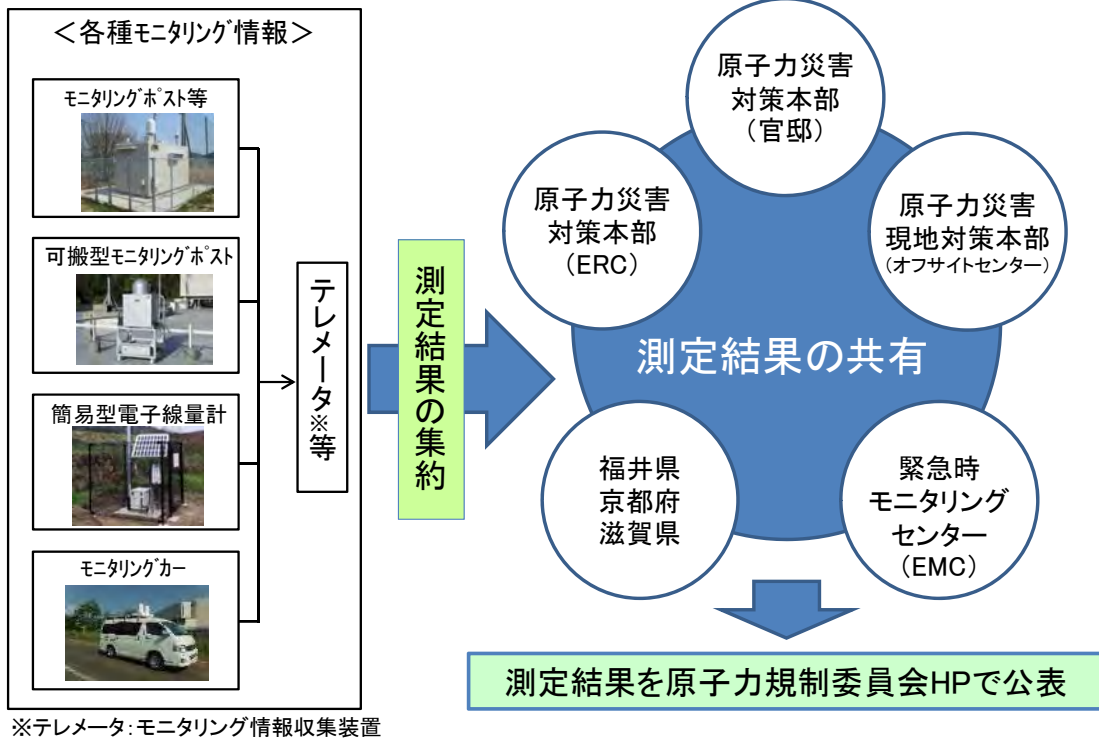 ＜各種ﾓﾆﾀﾘﾝｸﾞ情報＞
ﾓﾆﾀﾘﾝｸﾞﾎﾟｽﾄ等
可搬型ﾓﾆﾀﾘﾝｸﾞﾎﾟｽﾄ
簡易型電子線量計
ﾓﾆﾀﾘﾝｸﾞｶｰ
テレメータ※等
※テレメータ：モニタリング情報収集装置
測定結果の集約
原子力災害
対策本部
（官邸）
原子力災害
対策本部
(ERC)
原子力災害
現地対策本部
（オフサイトセンター）
測定結果の共有
福井県
京都府
滋賀県
緊急時
モニタリング
センター
(EMC)
測定結果を原子力規制委員会HPで公表